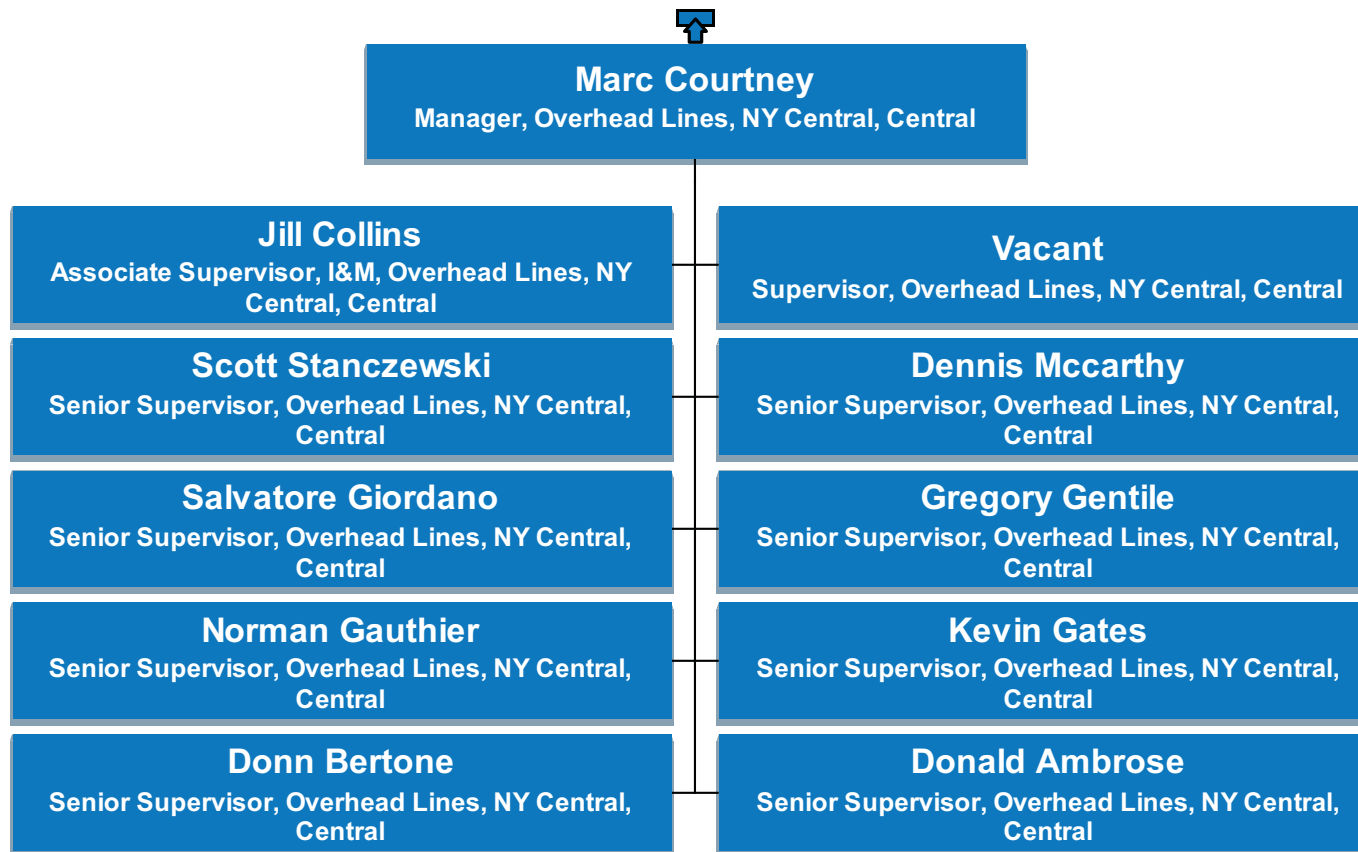 Marc Courtney
Manager, Overhead Lines, NY Central, Central
Jill Collins
Associate Supervisor, I&M, Overhead Lines, NY
Central, Central
Vacant
Supervisor, Overhead Lines, NY Central, Central
Scott Stanczewski
Senior Supervisor, Overhead Lines, NY Central,
Central
Dennis Mccarthy
Senior Supervisor, Overhead Lines, NY Central,
Central
Salvatore Giordano
Senior Supervisor, Overhead Lines, NY Central,
Central
Gregory Gentile
Senior Supervisor, Overhead Lines, NY Central,
Central
Norman Gauthier
Senior Supervisor, Overhead Lines, NY Central,
Central
Kevin Gates
Senior Supervisor, Overhead Lines, NY Central,
Central
Donn Bertone
Senior Supervisor, Overhead Lines, NY Central,
Central
Donald Ambrose
Senior Supervisor, Overhead Lines, NY Central,
Central